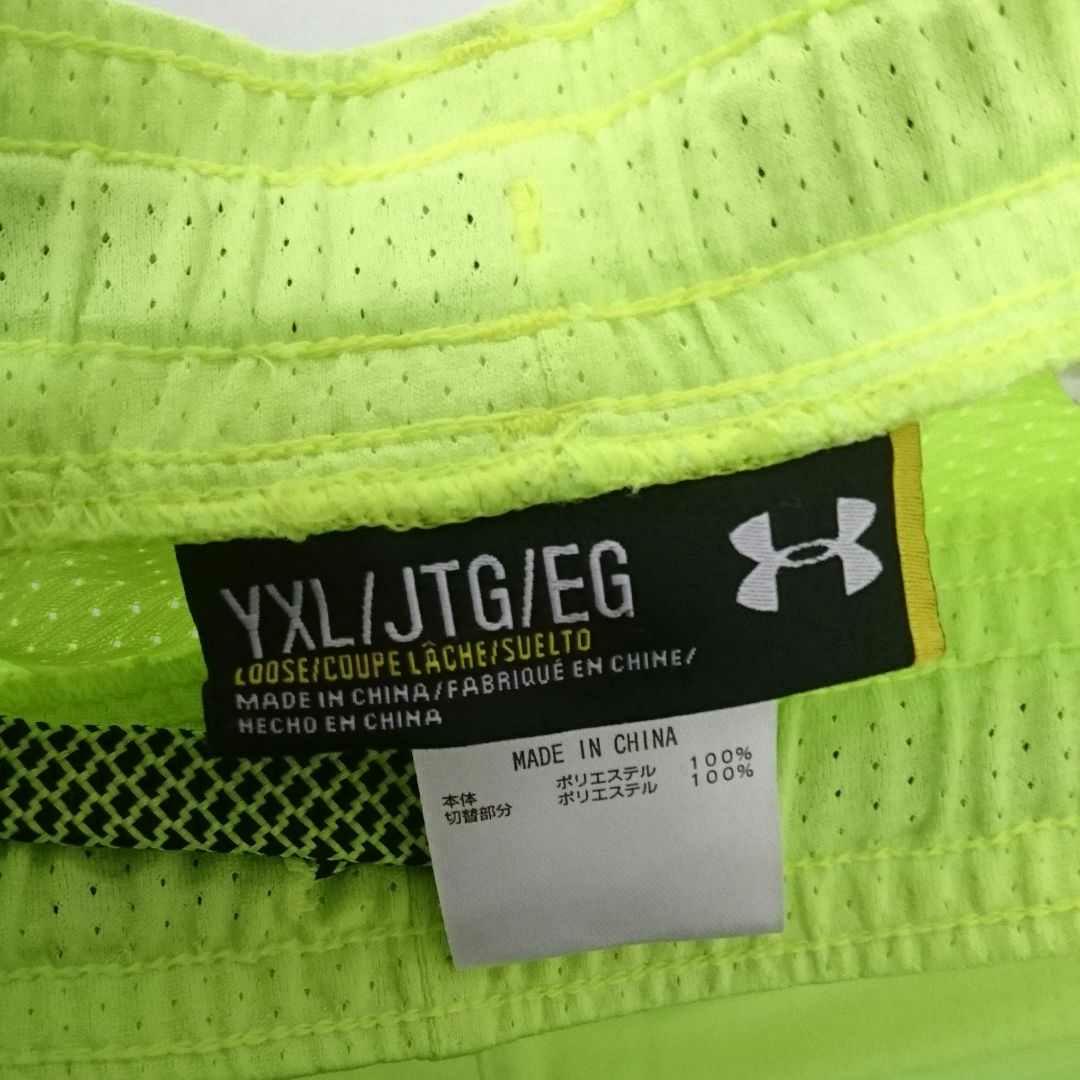 YXL/JTG/EG
LOOSE/COUPE LÂCHE/SUELTO
MADE IN CHINA/FABRIQUÉ EN CHINE/
HECHO EN CHINA
MADE IN CHINA
本体 ポリエステル 100%
切替部分 ポリエステル 100%